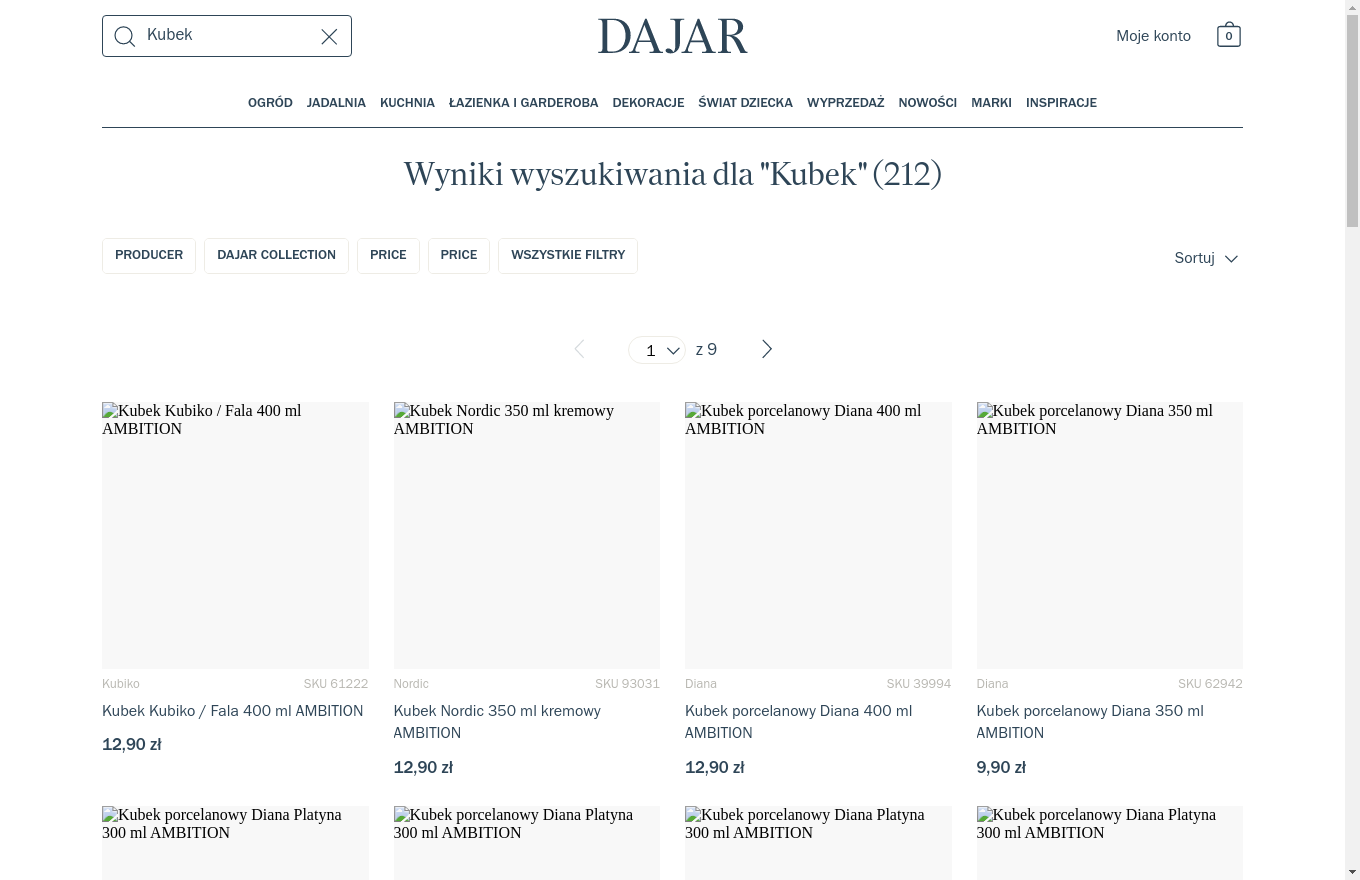 Kubek
DAJAR
Moje konto
0
OGRÓD JADALNIA KUCHNIA ŁAZIENKA I GARDEROBA DEKORACJE ŚWIAT DZIECKA WYPRZEDAŻ NOWOŚCI MARKI INSPIRACJE
Wyniki wyszukiwania dla "Kubek" (212)
PRODUCER DAJAR COLLECTION PRICE PRICE WSZYSTKIE FILTRY
Sortuj
1 z 9
Kubek Kubiko / Fala 400 ml
AMBITION
Kubek Nordic 350 ml kremowy
AMBITION
Kubek porcelanowy Diana 400 ml
AMBITION
Kubek porcelanowy Diana 350 ml
AMBITION
Kubiko SKU 61222
Kubek Kubiko / Fala 400 ml AMBITION
12,90 zł
Nordic SKU 93031
Kubek Nordic 350 ml kremowy
AMBITION
12,90 zł
Diana SKU 39994
Kubek porcelanowy Diana 400 ml
AMBITION
12,90 zł
Diana SKU 62942
Kubek porcelanowy Diana 350 ml
AMBITION
9,90 zł
Kubek porcelanowy Diana Platyna
300 ml AMBITION
Kubek porcelanowy Diana Platyna
300 ml AMBITION
Kubek porcelanowy Diana Platyna
300 ml AMBITION
Kubek porcelanowy Diana Platyna
300 ml AMBITION